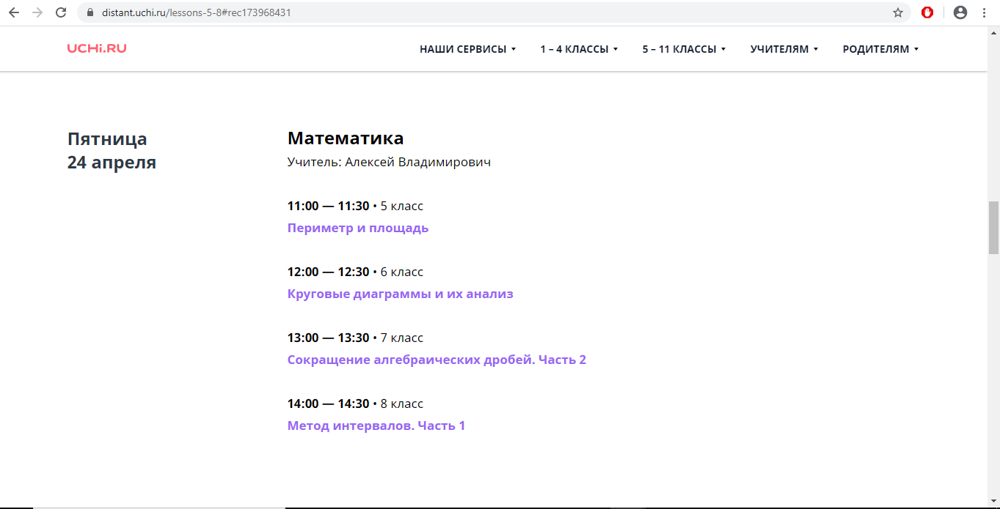 distant.uchi.ru/lessons-5-8#rec173968431
UCHi.RU
НАШИ СЕРВИСЫ
1 – 4 КЛАССЫ
5 – 11 КЛАССЫ
УЧИТЕЛЯМ
РОДИТЕЛЯМ
Пятница
24 апреля
Математика
Учитель: Алексей Владимирович
11:00 — 11:30 • 5 класс
Периметр и площадь
12:00 — 12:30 • 6 класс
Круговые диаграммы и их анализ
13:00 — 13:30 • 7 класс
Сокращение алгебраических дробей. Часть 2
14:00 — 14:30 • 8 класс
Метод интервалов. Часть 1